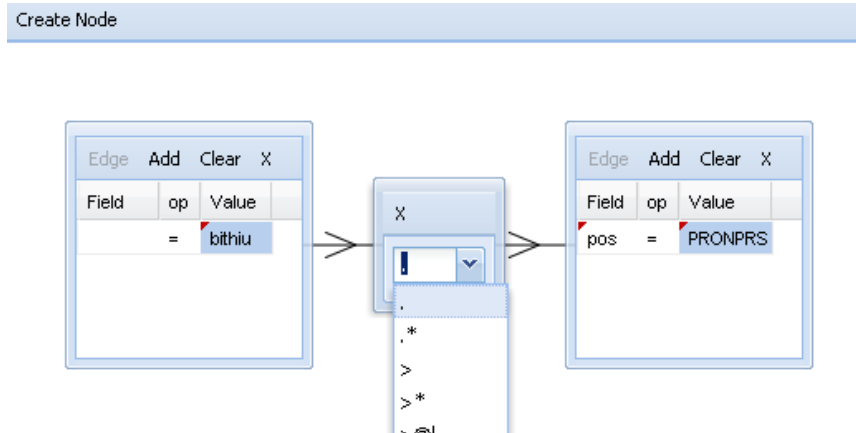 Create Node
Edge Add Clear X
Field op Value
= bithiu
X
.
.
.*
>
>*
Edge Add Clear X
Field op Value
pos = PRONPRS